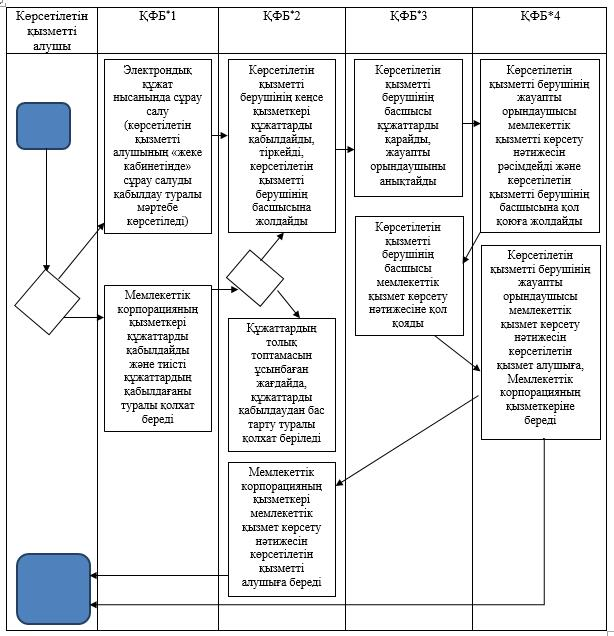 Көрсетілетін
қызметті
алушы
ҚФБ*1
ҚФБ*2
ҚФБ*3
ҚФБ*4
Электрондық
құжат
нысанында сұрау
салу
(көрсетілетін
қызметті
алушының «жеке
кабинетінде»
сұрау салуды
қабылдау туралы
мәртебе
көрсетіледі)
Көрсетілетін
қызметті
берушінің кеңсе
қызметкері
құжаттарды
қабылдайды,
тіркейді,
көрсетілетін
қызметті
берушінің
басшысына
жолдайды
Көрсетілетін
қызметті
берушінің
басшысы
құжаттарды
қарайды,
жауапты
орындаушыны
анықтайды
Көрсетілетін
қызметті берушінің
жауапты
орындаушысы
мемлекеттік
қызметті көрсету
нәтижесін
рәсімдейді және
көрсетілетін
қызметті берушінің
басшысына қол
қоюға жолдайды
Мемлекеттік
корпорацияның
қызметкері
құжаттарды
қабылдайды
және тиісті
құжаттардың
қабылдағаны
туралы қолхат
береді
Құжаттардың
толық
топтамасын
ұсынбаған
жағдайда,
құжаттарды
қабылдаудан бас
тарту туралы
қолхат беріледі
Көрсетілетін
қызметті
берушінің
басшысы
мемлекеттік
қызмет көрсету
нәтижесіне қол
қояды
Көрсетілетін
қызметті берушінің
жауапты
орындаушысы
мемлекеттік
қызмет көрсету
нәтижесін
көрсетілетін
қызмет алушыға,
Мемлекеттік
корпорацияның
қызметкеріне
береді
Мемлекеттік
корпорацияның
қызметкері
мемлекеттік
қызмет көрсету
нәтижесін
көрсетілетін
қызметті
алушыға береді